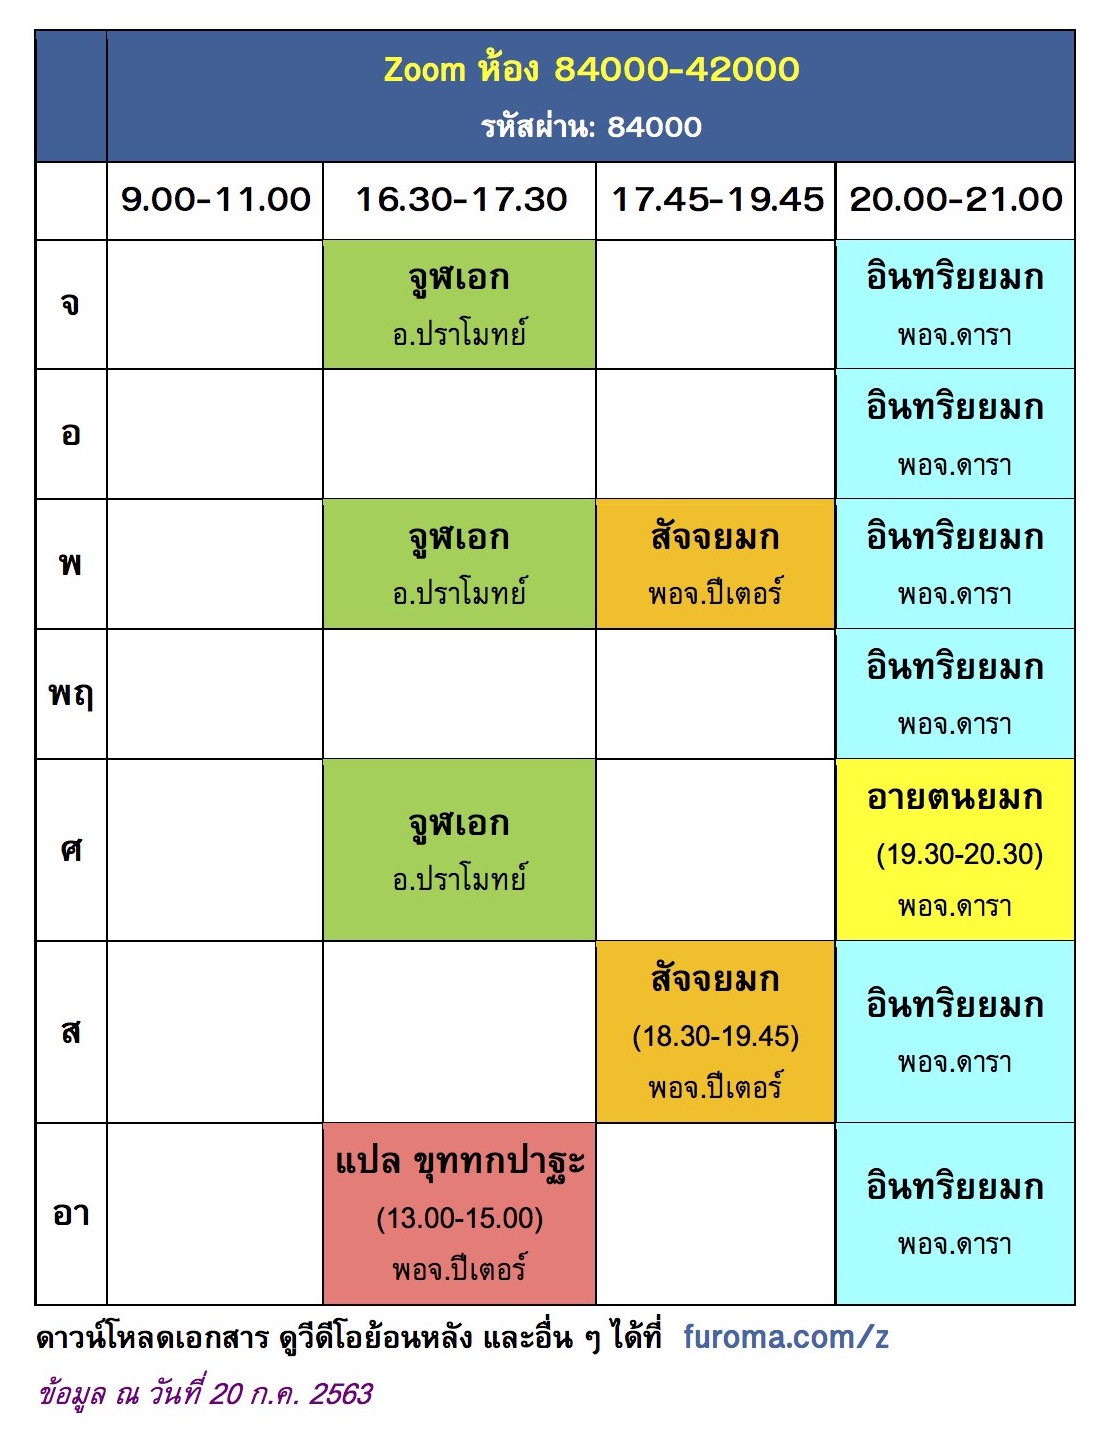 Zoom ห้อง 84000-42000
รหัสผ่าน: 84000
9.00-11.00 16.30-17.30 17.45-19.45 20.00-21.00
จ
จูฬเอก
อ.ปราโมทย์
อินทริยยมก
พอจ.ดารา
อ
อินทริยยมก
พอจ.ดารา
พ
จูฬเอก
อ.ปราโมทย์
สัจจยมก
พอจ.ปีเตอร์
อินทริยยมก
พอจ.ดารา
พฤ
อินทริยยมก
พอจ.ดารา
ศ
จูฬเอก
อ.ปราโมทย์
อายตนยมก
(19.30-20.30)
พอจ.ดารา
ส
สัจจยมก
(18.30-19.45)
พอจ.ปีเตอร์
อินทริยยมก
พอจ.ดารา
อา
แปล ขุททกปาฐะ
(13.00-15.00)
พอจ.ปีเตอร์
อินทริยยมก
พอจ.ดารา
ดาวน์โหลดเอกสาร ดูวีดีโอย้อนหลัง และอื่น ๆ ได้ที่ furoma.com/z
ข้อมูล ณ วันที่ 20 ก.ค. 2563